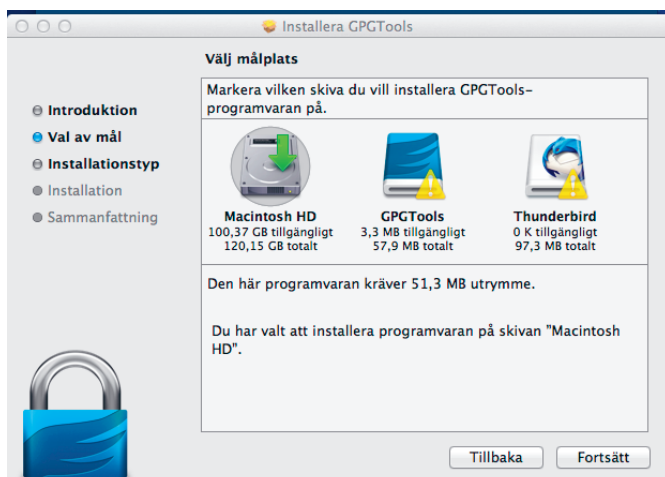 Installera GPGTools
Välj målplats
Introduktion
Val av mål
Installationstyp
Installation
Sammanfattning
Markera vilken skiva du vill installera GPGTools-
programvaran på.
Macintosh HD
100,37 GB tillgängligt
120,15 GB totalt
GPGTools
3,3 MB tillgängligt
57,9 MB totalt
Thunderbird
0 K tillgängligt
97,3 MB totalt
Den här programvaran kräver 51,3 MB utrymme.
Du har valt att installera programvaran på skivan ”Macintosh
HD”.
Tillbaka
Fortsätt